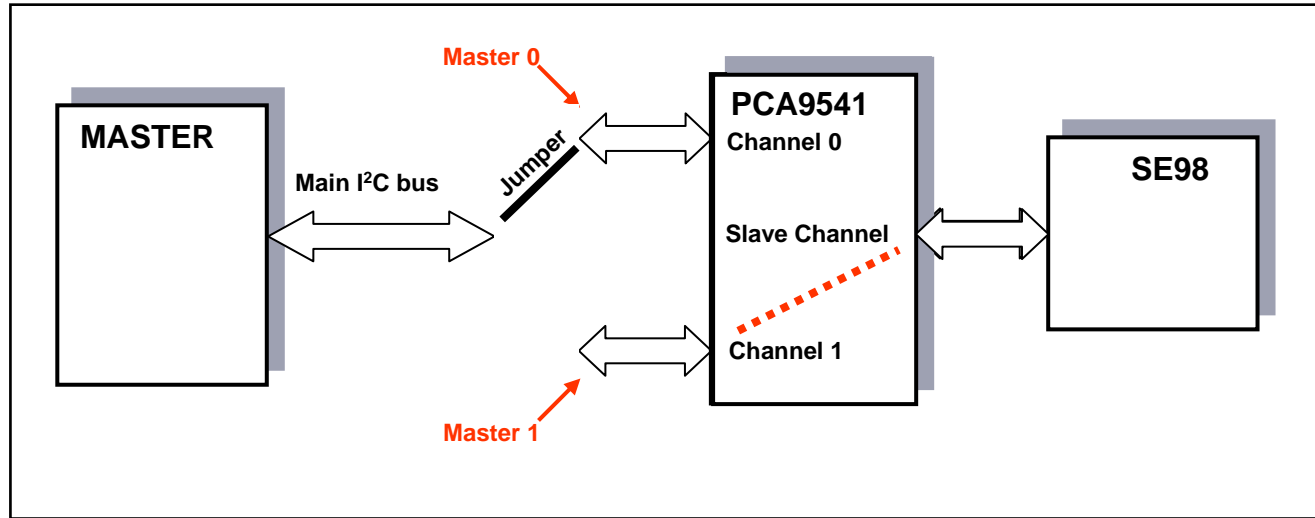 Master 0
MASTER
PCA9541
Channel 0
Jumper
SE98
Main I²C bus
Slave Channel
Channel 1
Master 1